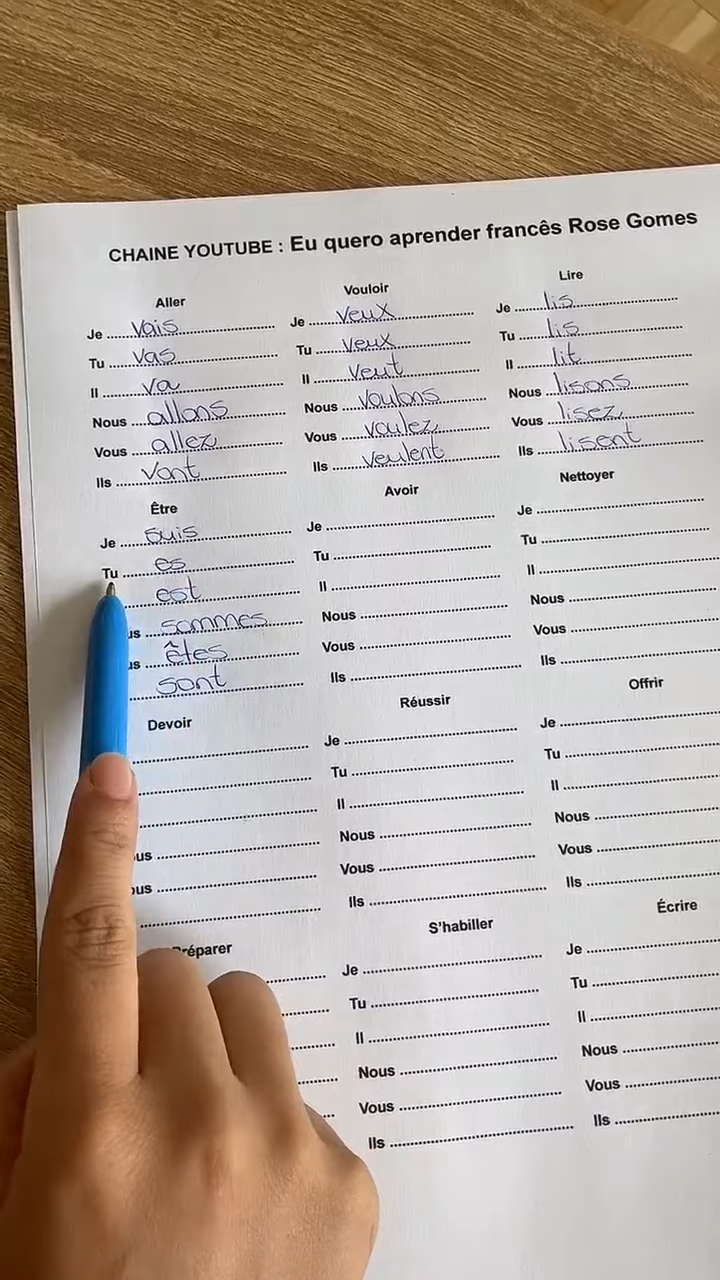 CHAINE YOUTUBE : Eu quero aprender francês Rose Gomes
Aller
Je vais
Tu vas
Il va
Nous allons
Vous allez
Ils vont
Vouloir
Je veux
Tu veux
Il veut
Nous voulons
Vous voulez
Ils veulent
Lire
Je lis
Tu lis
Il lit
Nous lisons
Vous lisez
Ils lisent
Être
Je suis
Tu es
est
us sommes
us êtes
sont
Avoir
Je
Tu
Il
Nous
Vous
Ils
Nettoyer
Je
Tu
Il
Nous
Vous
Ils
Devoir
us
ous
Réussir
Je
Tu
Il
Nous
Vous
Ils
Offrir
Je
Tu
Il
Nous
Vous
Ils
Préparer
S'habiller
Je
Tu
Il
Nous
Vous
Ils
Écrire
Je
Tu
Il
Nous
Vous
Ils